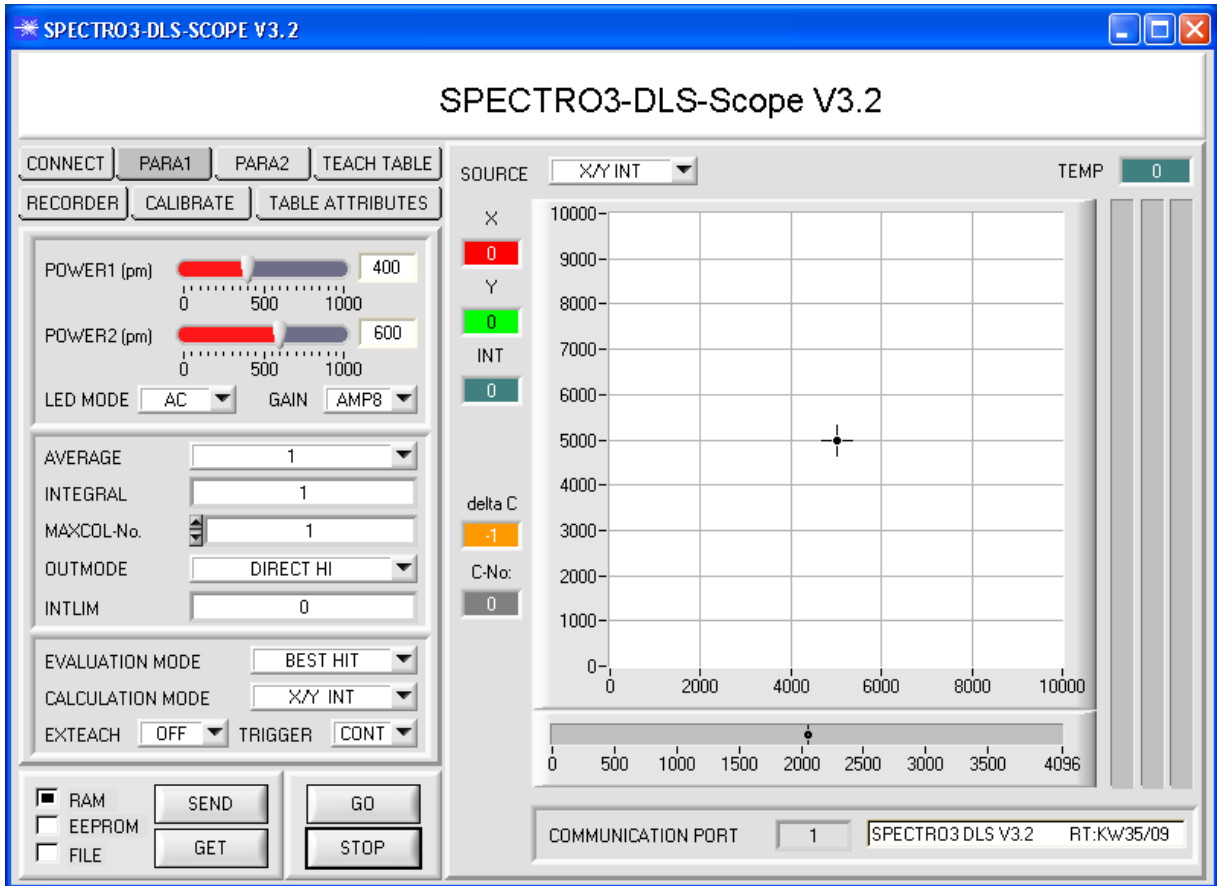 SPECTRO3-DLS-SCOPE V3.2
SPECTRO3-DLS-Scope V3.2
CONNECT PARA1 PARA2 TEACH TABLE
RECORDER CALIBRATE TABLE ATTRIBUTES
POWER1 (pm) 400
0 500 1000
POWER2 (pm) 600
0 500 1000
LED MODE AC GAIN AMP8
AVERAGE 1
INTEGRAL 1
MAXCOL-No. 1
OUTMODE DIRECT HI
INTLIM 0
EVALUATION MODE BEST HIT
CALCULATION MODE X/Y INT
EXTEACH OFF TRIGGER CONT
RAM
EEPROM
FILE
SEND
GET
GO
STOP
SOURCE X/Y INT
TEMP 0
X
0
Y
0
INT
0
delta C
-1
C-No:
0
10000
9000
8000
7000
6000
5000
4000
3000
2000
1000
0
0 2000 4000 6000 8000 10000
0 500 1000 1500 2000 2500 3000 3500 4096
COMMUNICATION PORT 1 SPECTRO3 DLS V3.2 RT:KW35/09